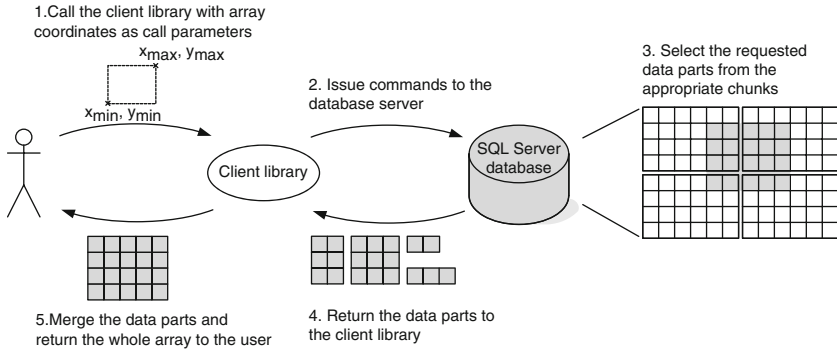 1.Call the client library with array
coordinates as call parameters
xmax, ymax
xmin, ymin
2. Issue commands to the
database server
3. Select the requested
data parts from the
appropriate chunks
Client library
SQL Server
database
4. Return the data parts to
the client library
5.Merge the data parts and
return the whole array to the user